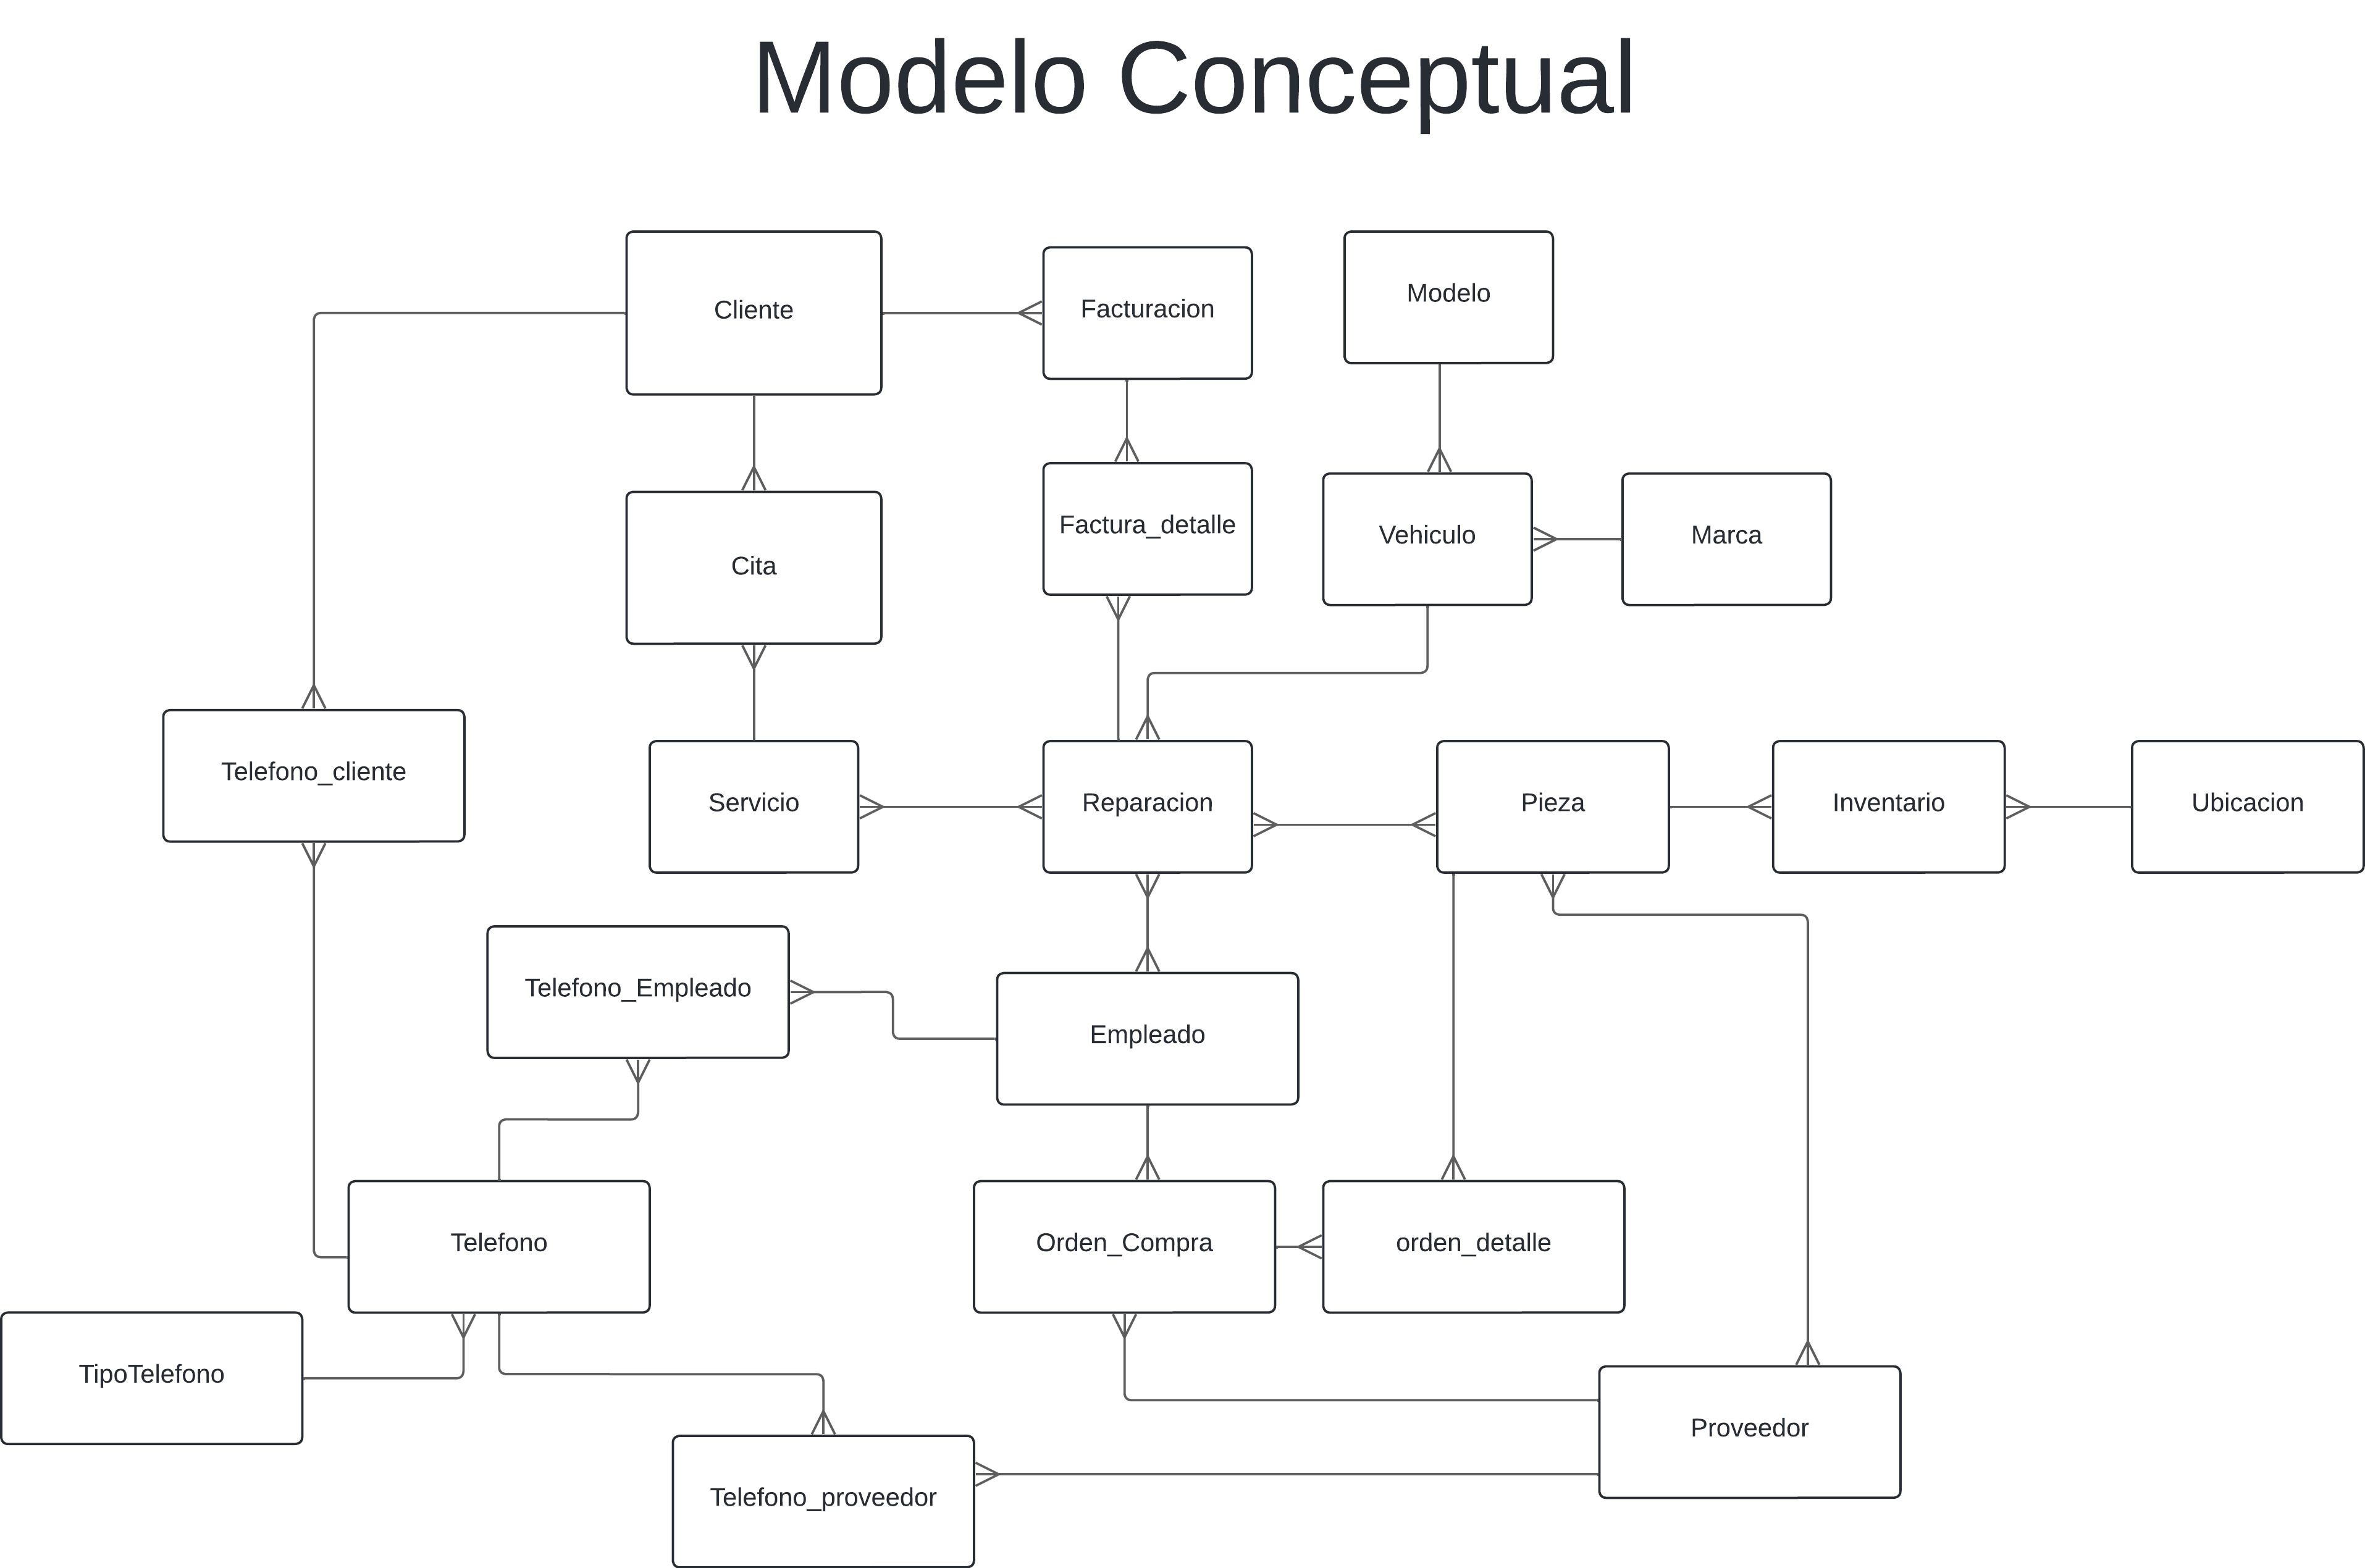 Modelo Conceptual
Cliente
Facturacion
Modelo
Factura_detalle
Vehiculo
Marca
Cita
Telefono_cliente
Servicio
Reparacion
Pieza
Inventario
Ubicacion
Telefono_Empleado
Empleado
Telefono
Orden_Compra
orden_detalle
TipoTelefono
Proveedor
Telefono_proveedor